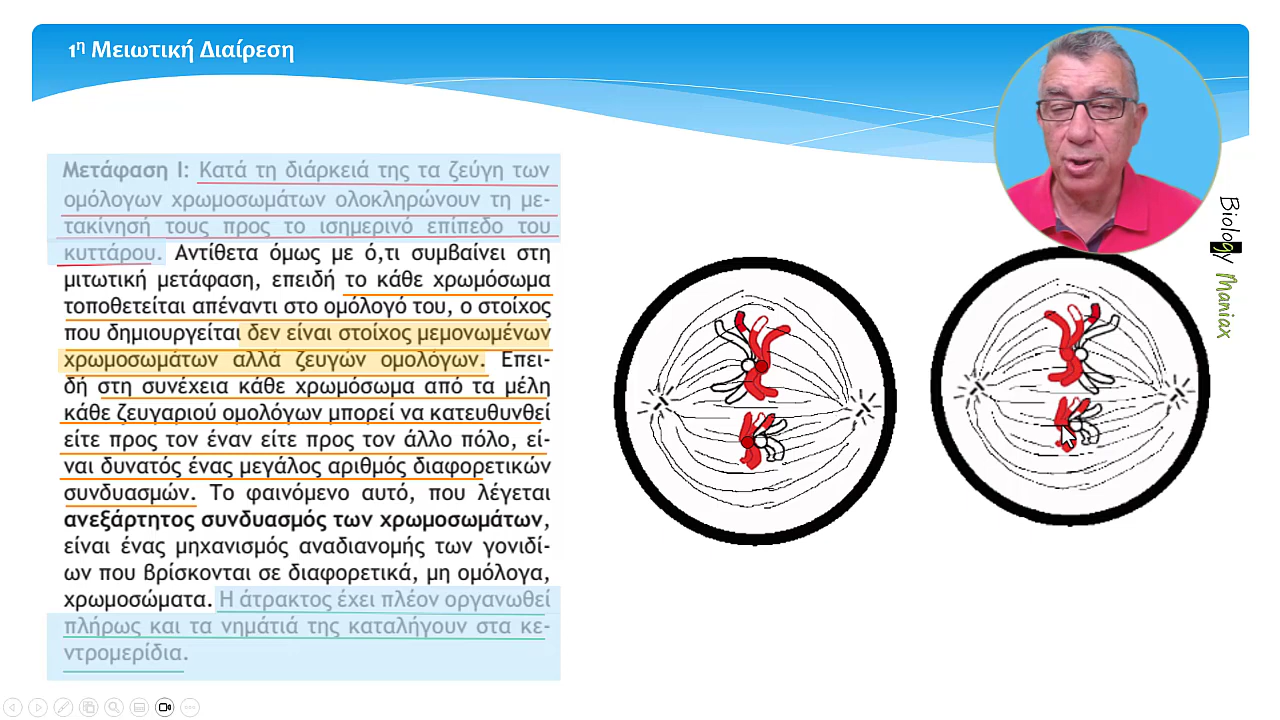 1η Μειωτική Διαίρεση
Μετάφαση Ι: Κατά τη διάρκειά της τα ζεύγη των
ομόλογων χρωμοσωμάτων ολοκληρώνουν τη με-
τακίνησή τους προς το ισημερινό επίπεδο του
κυττάρου. Αντίθετα όμως με ό,τι συμβαίνει στη
μιτωτική μετάφαση, επειδή το κάθε χρωμόσωμα
τοποθετείται απέναντι στο ομόλογό του, ο στοίχος
που δημιουργείται δεν είναι στοίχος μεμονωμένων
χρωμοσωμάτων αλλά ζευγών ομολόγων. Επει-
δή στη συνέχεια κάθε χρωμόσωμα από τα μέλη
κάθε ζευγαριού ομολόγων μπορεί να κατευθυνθεί
είτε προς τον έναν είτε προς τον άλλο πόλο, εί-
ναι δυνατός ένας μεγάλος αριθμός διαφορετικών
συνδυασμών. Το φαινόμενο αυτό, που λέγεται
ανεξάρτητος συνδυασμός των χρωμοσωμάτων,
είναι ένας μηχανισμός αναδιανομής των γονιδί-
ων που βρίσκονται σε διαφορετικά, μη ομόλογα,
χρωμοσώματα. Η άτρακτος έχει πλέον οργανωθεί
πλήρως και τα νημάτιά της καταλήγουν στα κε-
ντρομερίδια.
Biology Maniax